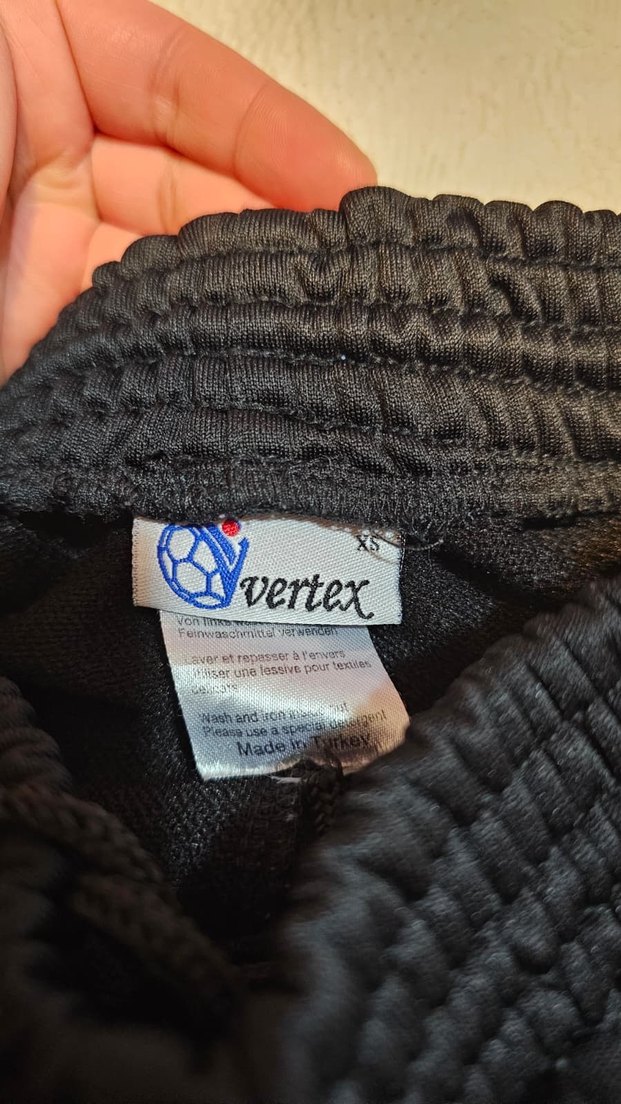 XS
vertex
Von links waschen
Feinwaschmittel verwenden
aver et repasser à l'envers
utiliser une lessive pour textiles
délicats
Wash and iron inside out
Please use a special detergent
Made in Turkey